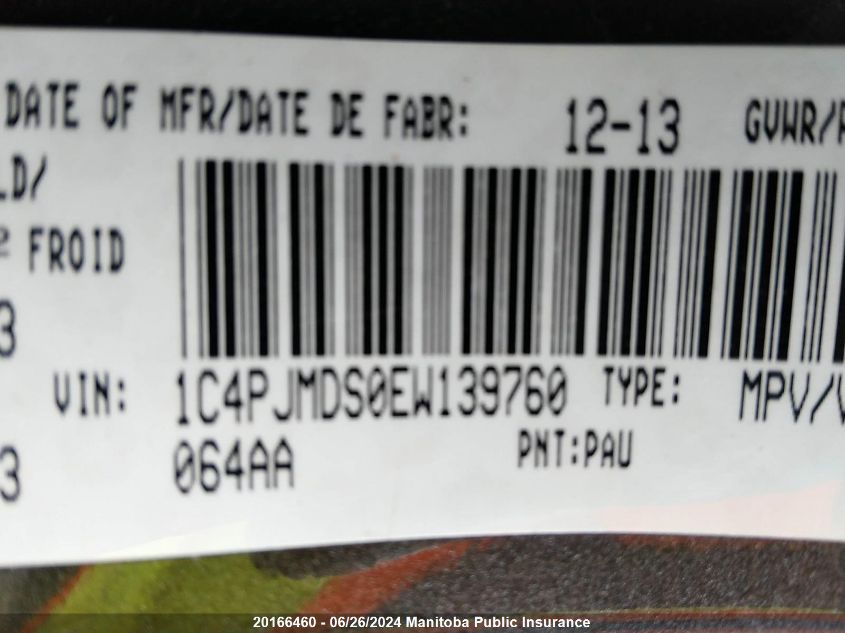 DATE OF MFR/DATE DE FABR: 12-13 GVWR/
LD/
FROID
3
VIN: 1C4PJMDS0EW139760 TYPE: MPV/V
3 064AA PNT:PAU
20166460 - 06/26/2024 Manitoba Public Insurance